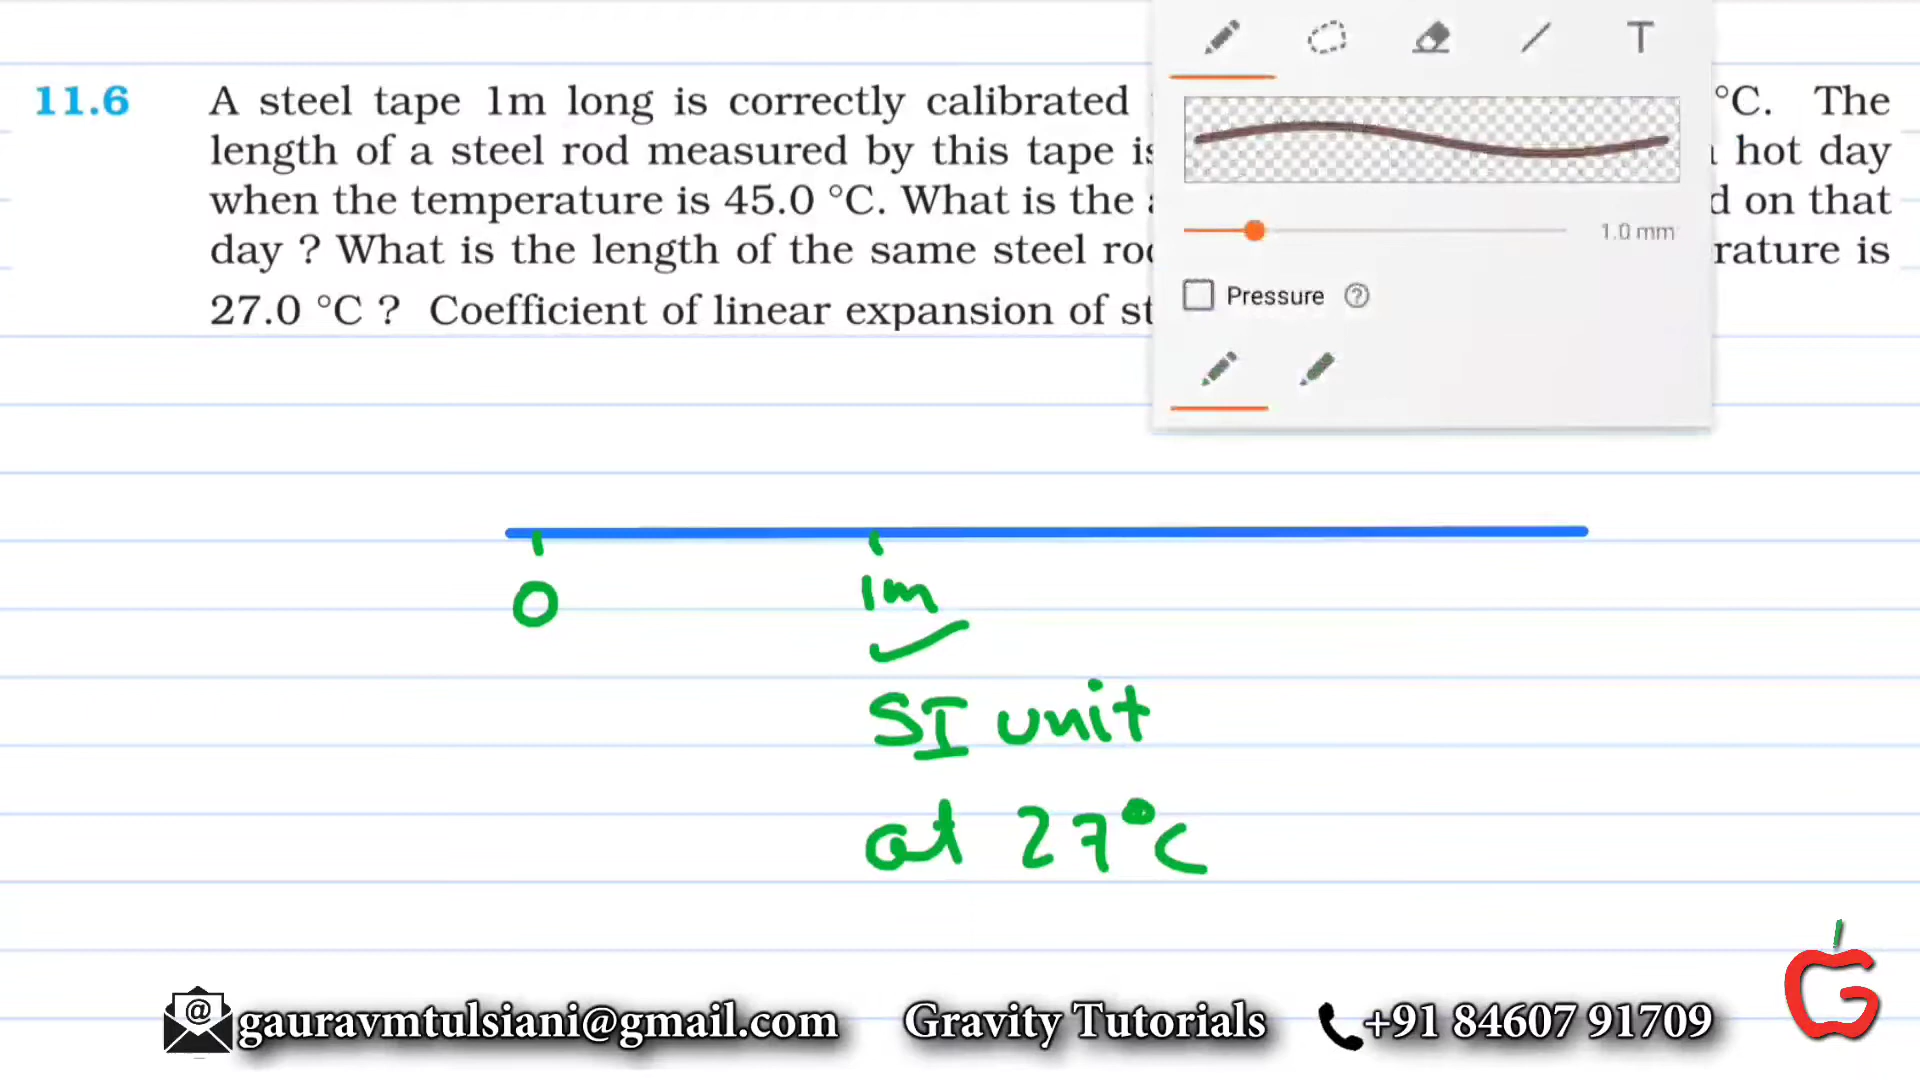 11.6 A steel tape 1m long is correctly calibrated °C. The
length of a steel rod measured by this tape is hot day
when the temperature is 45.0 °C. What is the on that
day ? What is the length of the same steel is
27.0 °C ? Coefficient of linear expansion of
T
1.0 mm
Pressure ?
0 1m
SI unit
at 27°C
@ gauravmtulsiani@gmail.com Gravity Tutorials +91 84607 91709
G